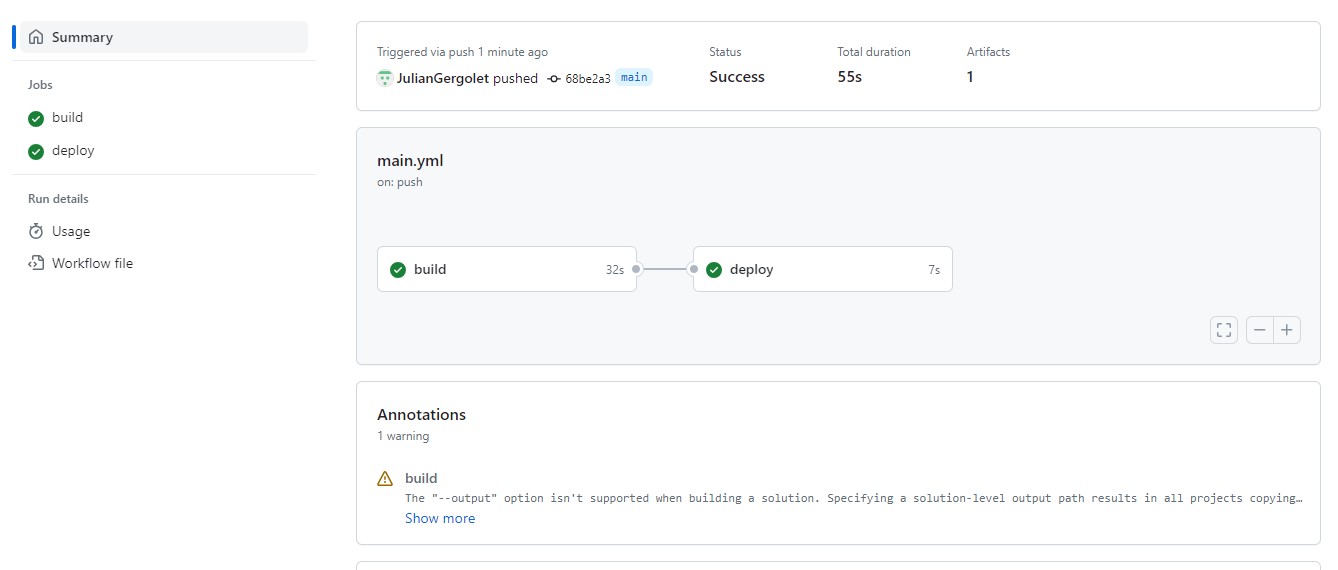 Summary
Jobs
build
deploy
Run details
Usage
Workflow file
Triggered via push 1 minute ago
JulianGergolet pushed 68be2a3 main
Status
Success
Total duration
55s
Artifacts
1
main.yml
on: push
build 32s
deploy 7s
Annotations
1 warning
build
The "--output" option isn't supported when building a solution. Specifying a solution-level output path results in all projects copying…
Show more